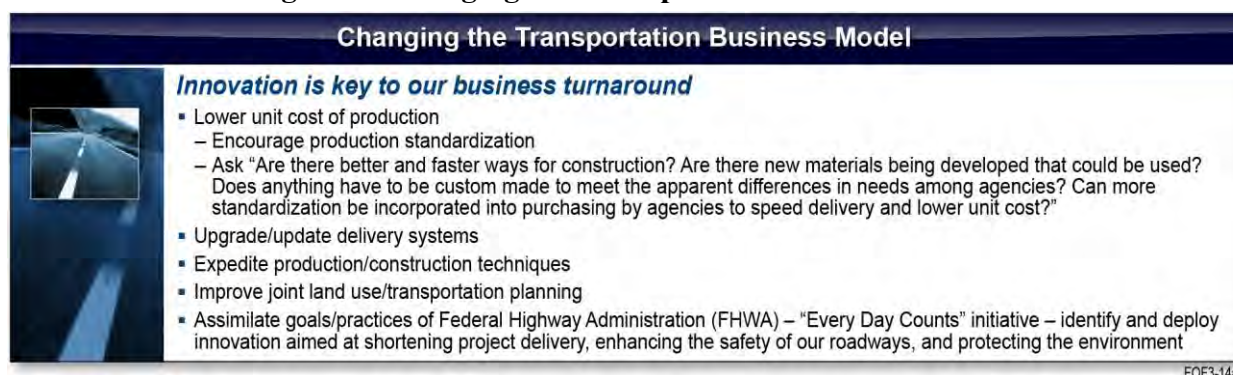 Changing the Transportation Business Model
Innovation is key to our business turnaround
▪ Lower unit cost of production
– Encourage production standardization
– Ask “Are there better and faster ways for construction? Are there new materials being developed that could be used?
Does anything have to be custom made to meet the apparent differences in needs among agencies? Can more
standardization be incorporated into purchasing by agencies to speed delivery and lower unit cost?”
▪ Upgrade/update delivery systems
▪ Expedite production/construction techniques
▪ Improve joint land use/transportation planning
▪ Assimilate goals/practices of Federal Highway Administration (FHWA) – “Every Day Counts” initiative – identify and deploy
innovation aimed at shortening project delivery, enhancing the safety of our roadways, and protecting the environment